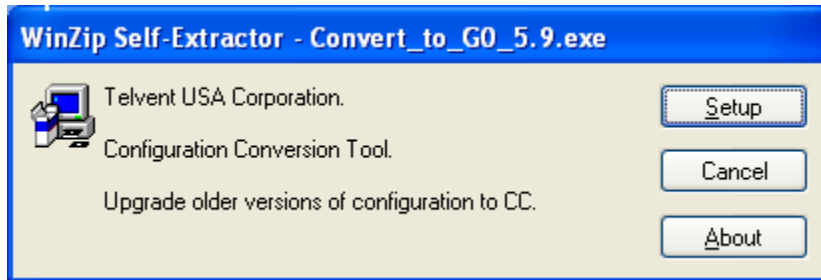 WinZip Self-Extractor - Convert_to_G0_5.9.exe
Telvent USA Corporation.
Setup
Configuration Conversion Tool.
Cancel
Upgrade older versions of configuration to CC.
About